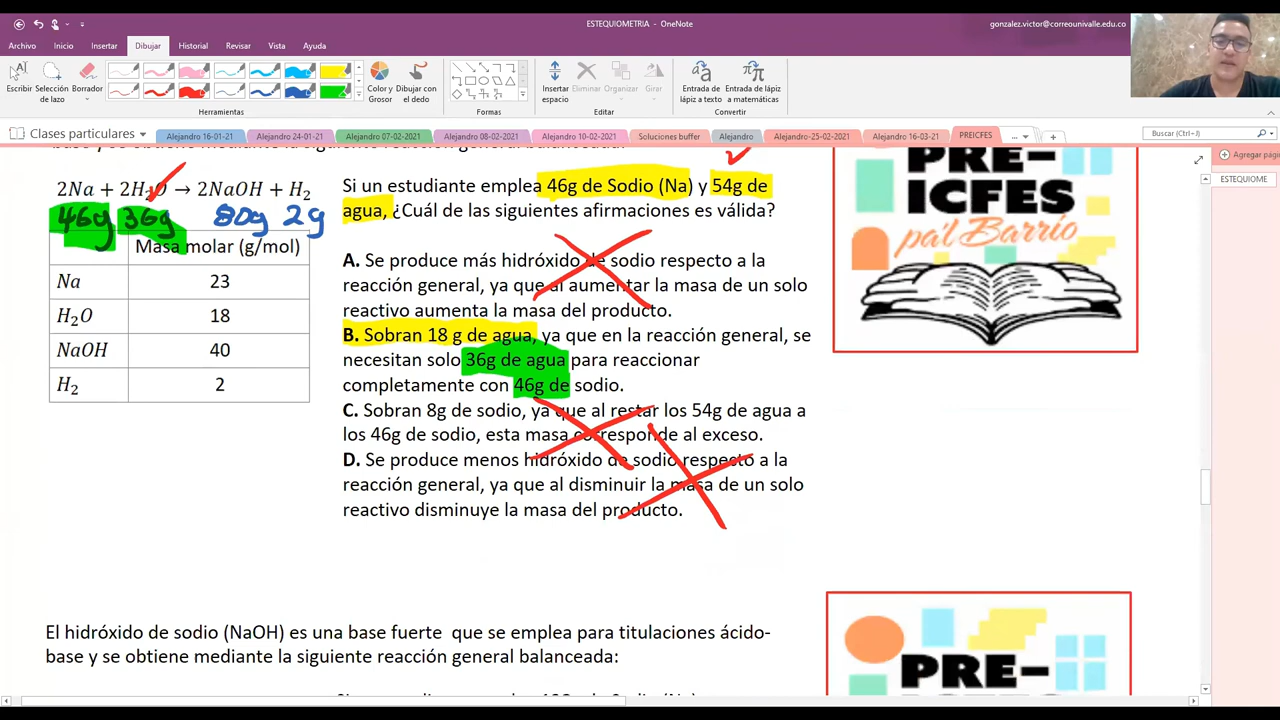 ESTEQUIOMETRIA - OneNote
gonzalez.victor@correounivalle.edu.co
Archivo Inicio Insertar Dibujar Historial Revisar Vista Ayuda
Escribir Selección de lazo Borrador Color y Grosor Dibujar con el dedo Insertar espacio Eliminar Organizar Girar Entrada de lápiz a texto Entrada de lápiz a matemáticas
Herramientas Formas Editar Convertir
Clases particulares Alejandro 16-01-21 Alejandro 24-01-21 Alejandro 07-02-2021 Alejandro 08-02-2021 Alejandro 10-02-2021 Soluciones buffer Alejandro Alejandro-25-02-2021 Alejandro 16-03-21 PREICFES ... Buscar (Ctrl+J)
Agregar pági
ESTEQUIOME
2Na + 2H₂O → 2NaOH + H₂
46g 36g 80g 2g
Masa molar (g/mol)
Na 23
H₂O 18
NaOH 40
H₂ 2
Si un estudiante emplea 46g de Sodio (Na) y 54g de
agua, ¿Cuál de las siguientes afirmaciones es válida?
A. Se produce más hidróxido de sodio respecto a la
reacción general, ya que al aumentar la masa de un solo
reactivo aumenta la masa del producto.
B. Sobran 18 g de agua, ya que en la reacción general, se
necesitan solo 36g de agua para reaccionar
completamente con 46g de sodio.
C. Sobran 8g de sodio, ya que al restar los 54g de agua a
los 46g de sodio, esta masa corresponde al exceso.
D. Se produce menos hidróxido de sodio respecto a la
reacción general, ya que al disminuir la masa de un solo
reactivo disminuye la masa del producto.
PRE-
ICFES
pa'l Barrio
El hidróxido de sodio (NaOH) es una base fuerte que se emplea para titulaciones ácido-
base y se obtiene mediante la siguiente reacción general balanceada:
PRE-